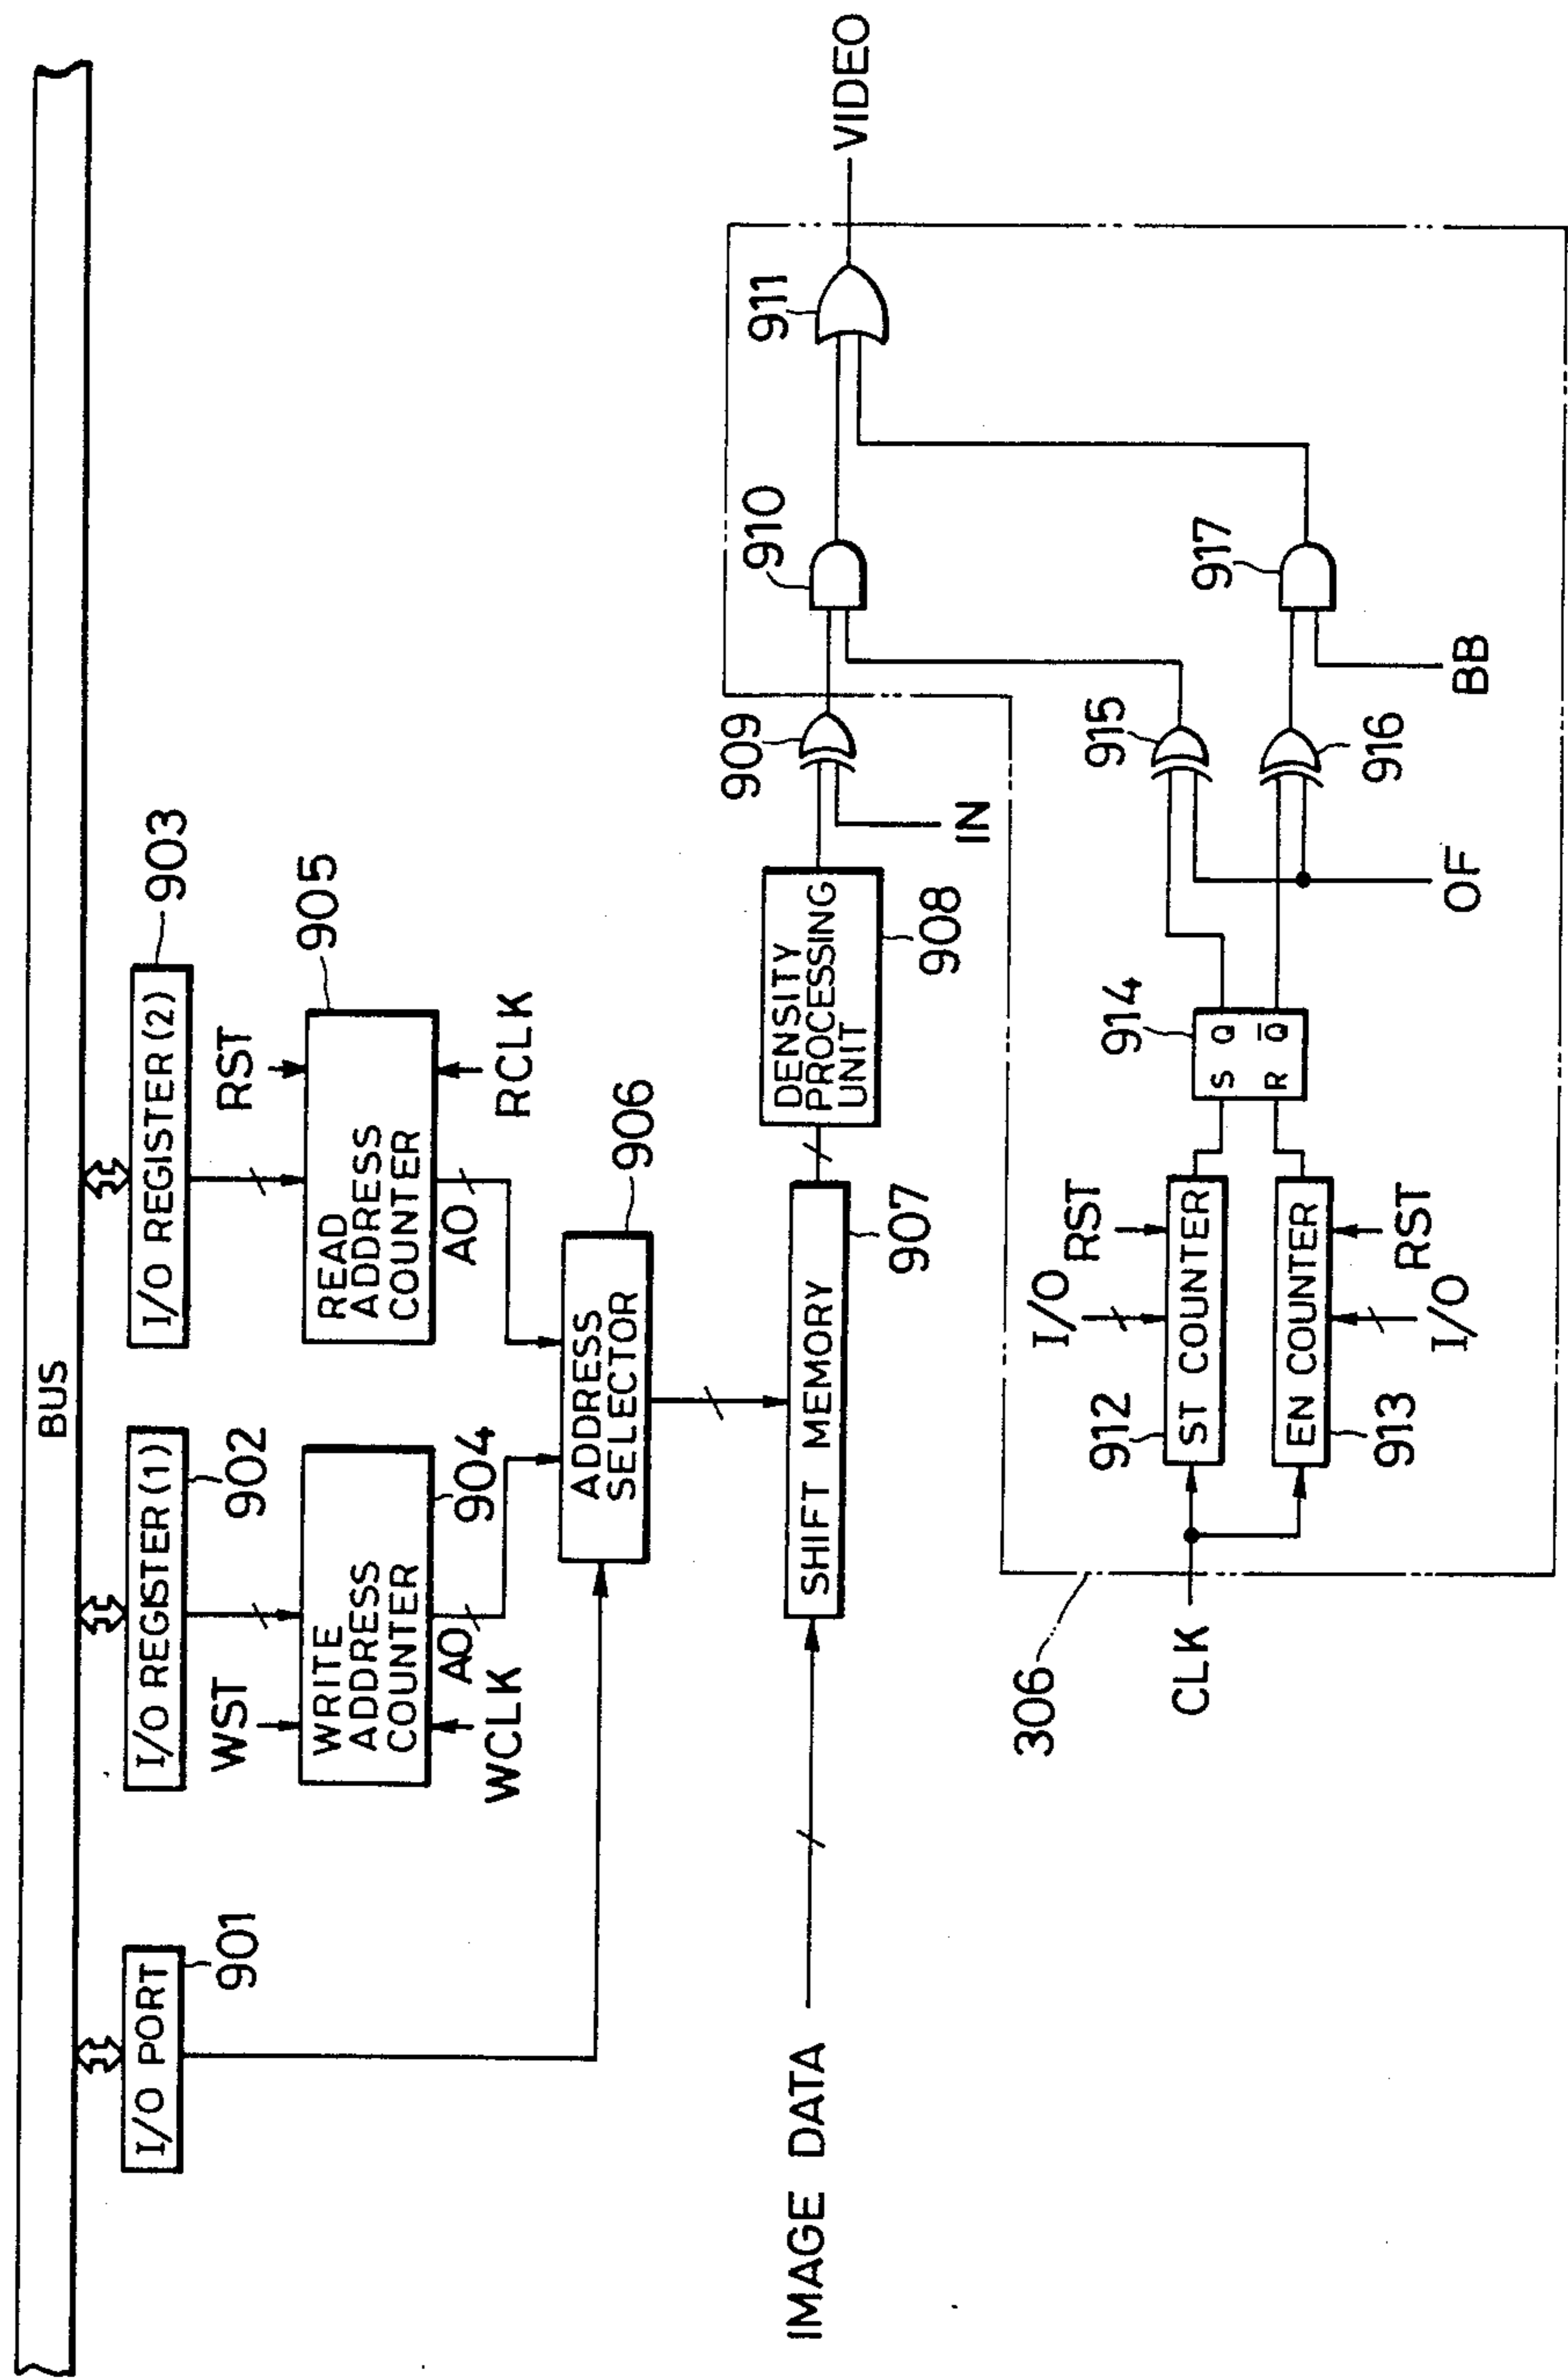 BUS
I/O PORT
901
I/O REGISTER (1)
902
I/O REGISTER (2)
903
WST
WRITE
ADDRESS
COUNTER
904
AO
WCLK
RST
READ
ADDRESS
COUNTER
905
AO
RCLK
ADDRESS
SELECTOR
906
IMAGE DATA
SHIFT MEMORY
907
DENSITY
PROCESSING
UNIT
908
909
IN
910
911
VIDEO
306
CLK
912
I/O
RST
ST COUNTER
EN COUNTER
913
I/O
RST
914
S Q
R Q̅
915
916
OF
917
BB